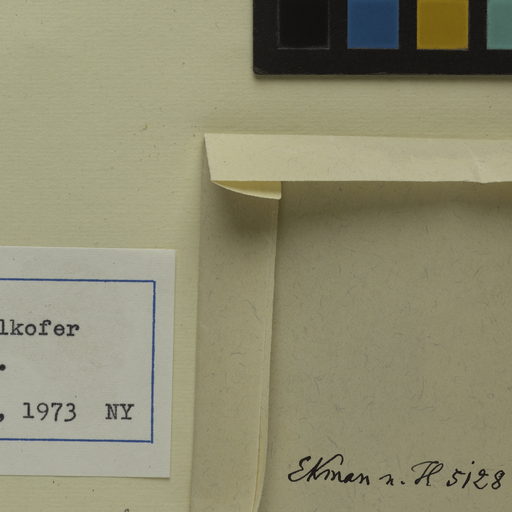 lkofer
.
, 1973 NY
Ekman n. H 5128